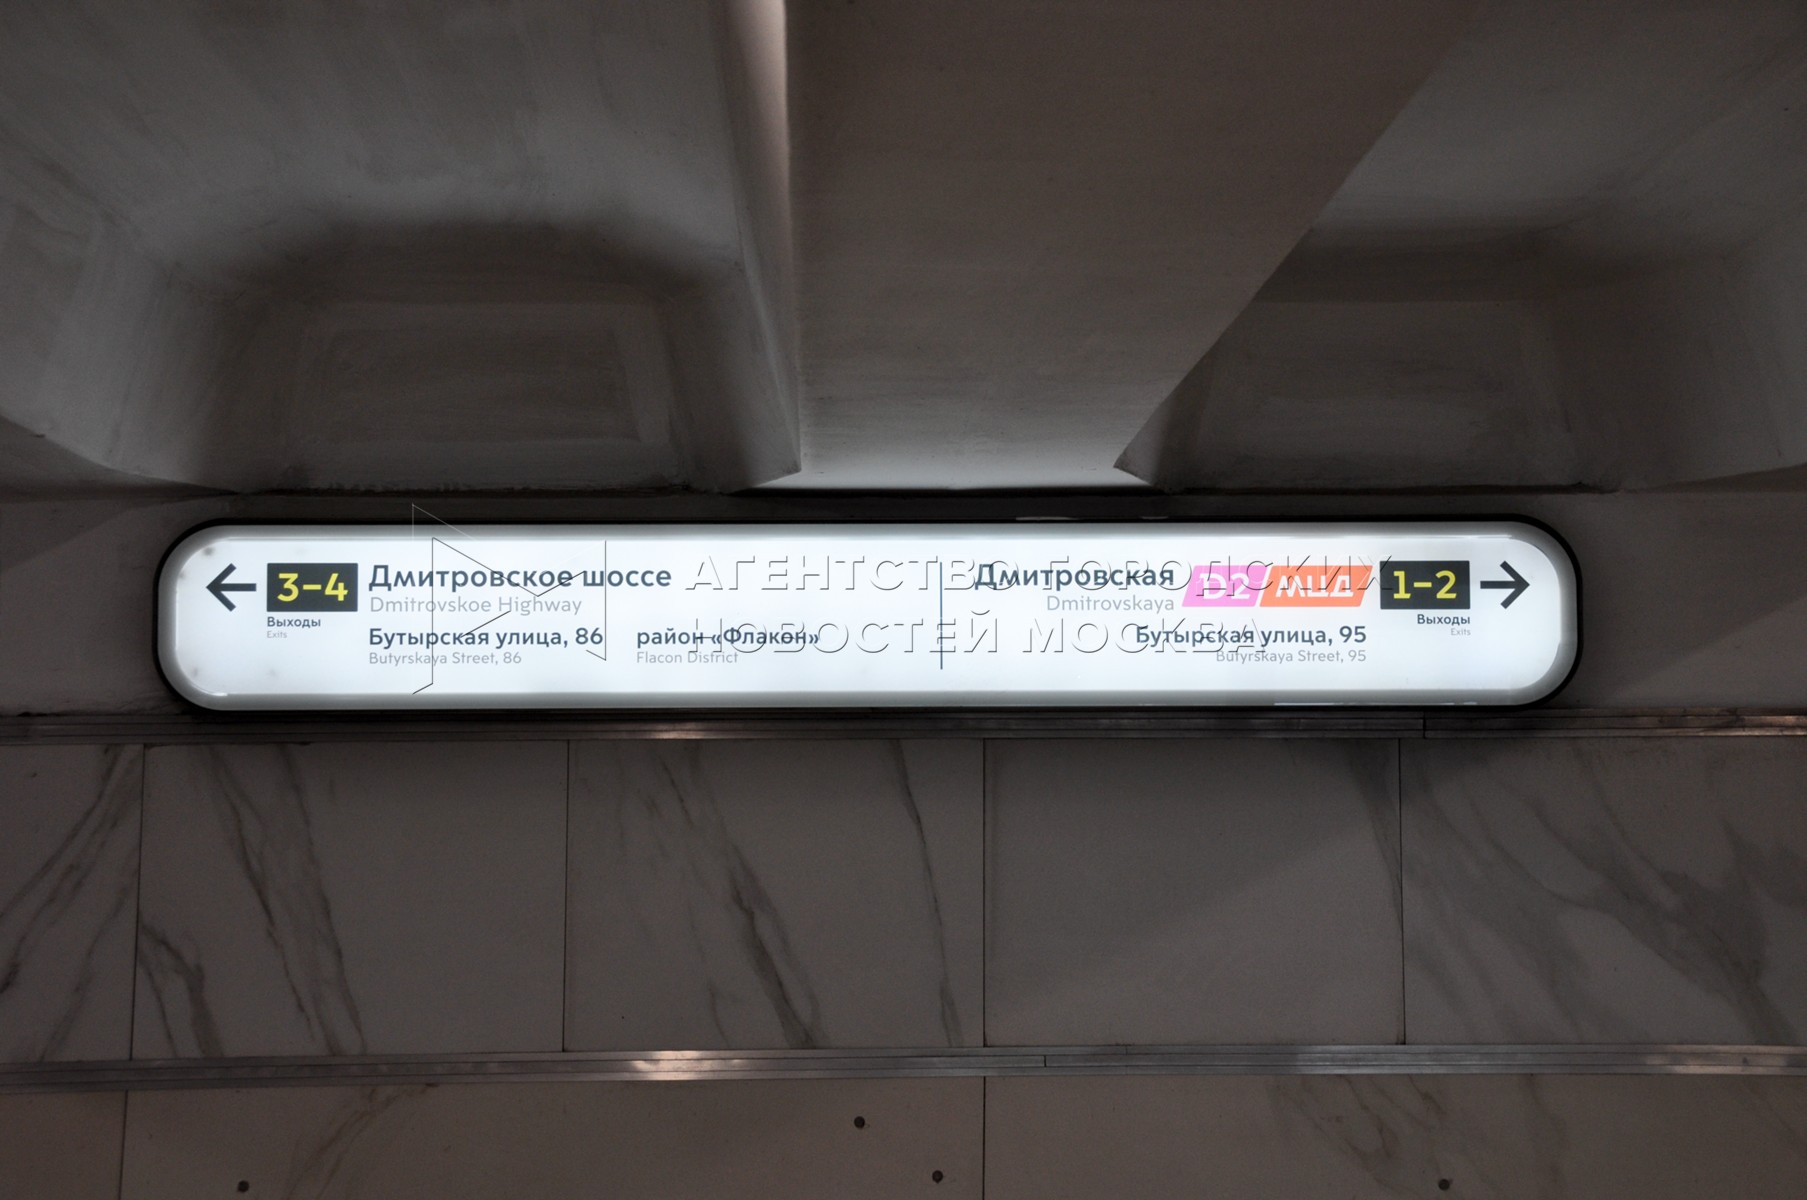 3–4
Выходы
Exits
Дмитровское шоссе
Dmitrovskoe Highway
Бутырская улица, 86
Butyrskaya Street, 86
район «Флакон»
Flacon District
Дмитровская D2 МЦД
Dmitrovskaya
Бутырская улица, 95
Butyrskaya Street, 95
1–2
Выходы
Exits
АГЕНТСТВО ГОРОДСКИХ
НОВОСТЕЙ МОСКВА